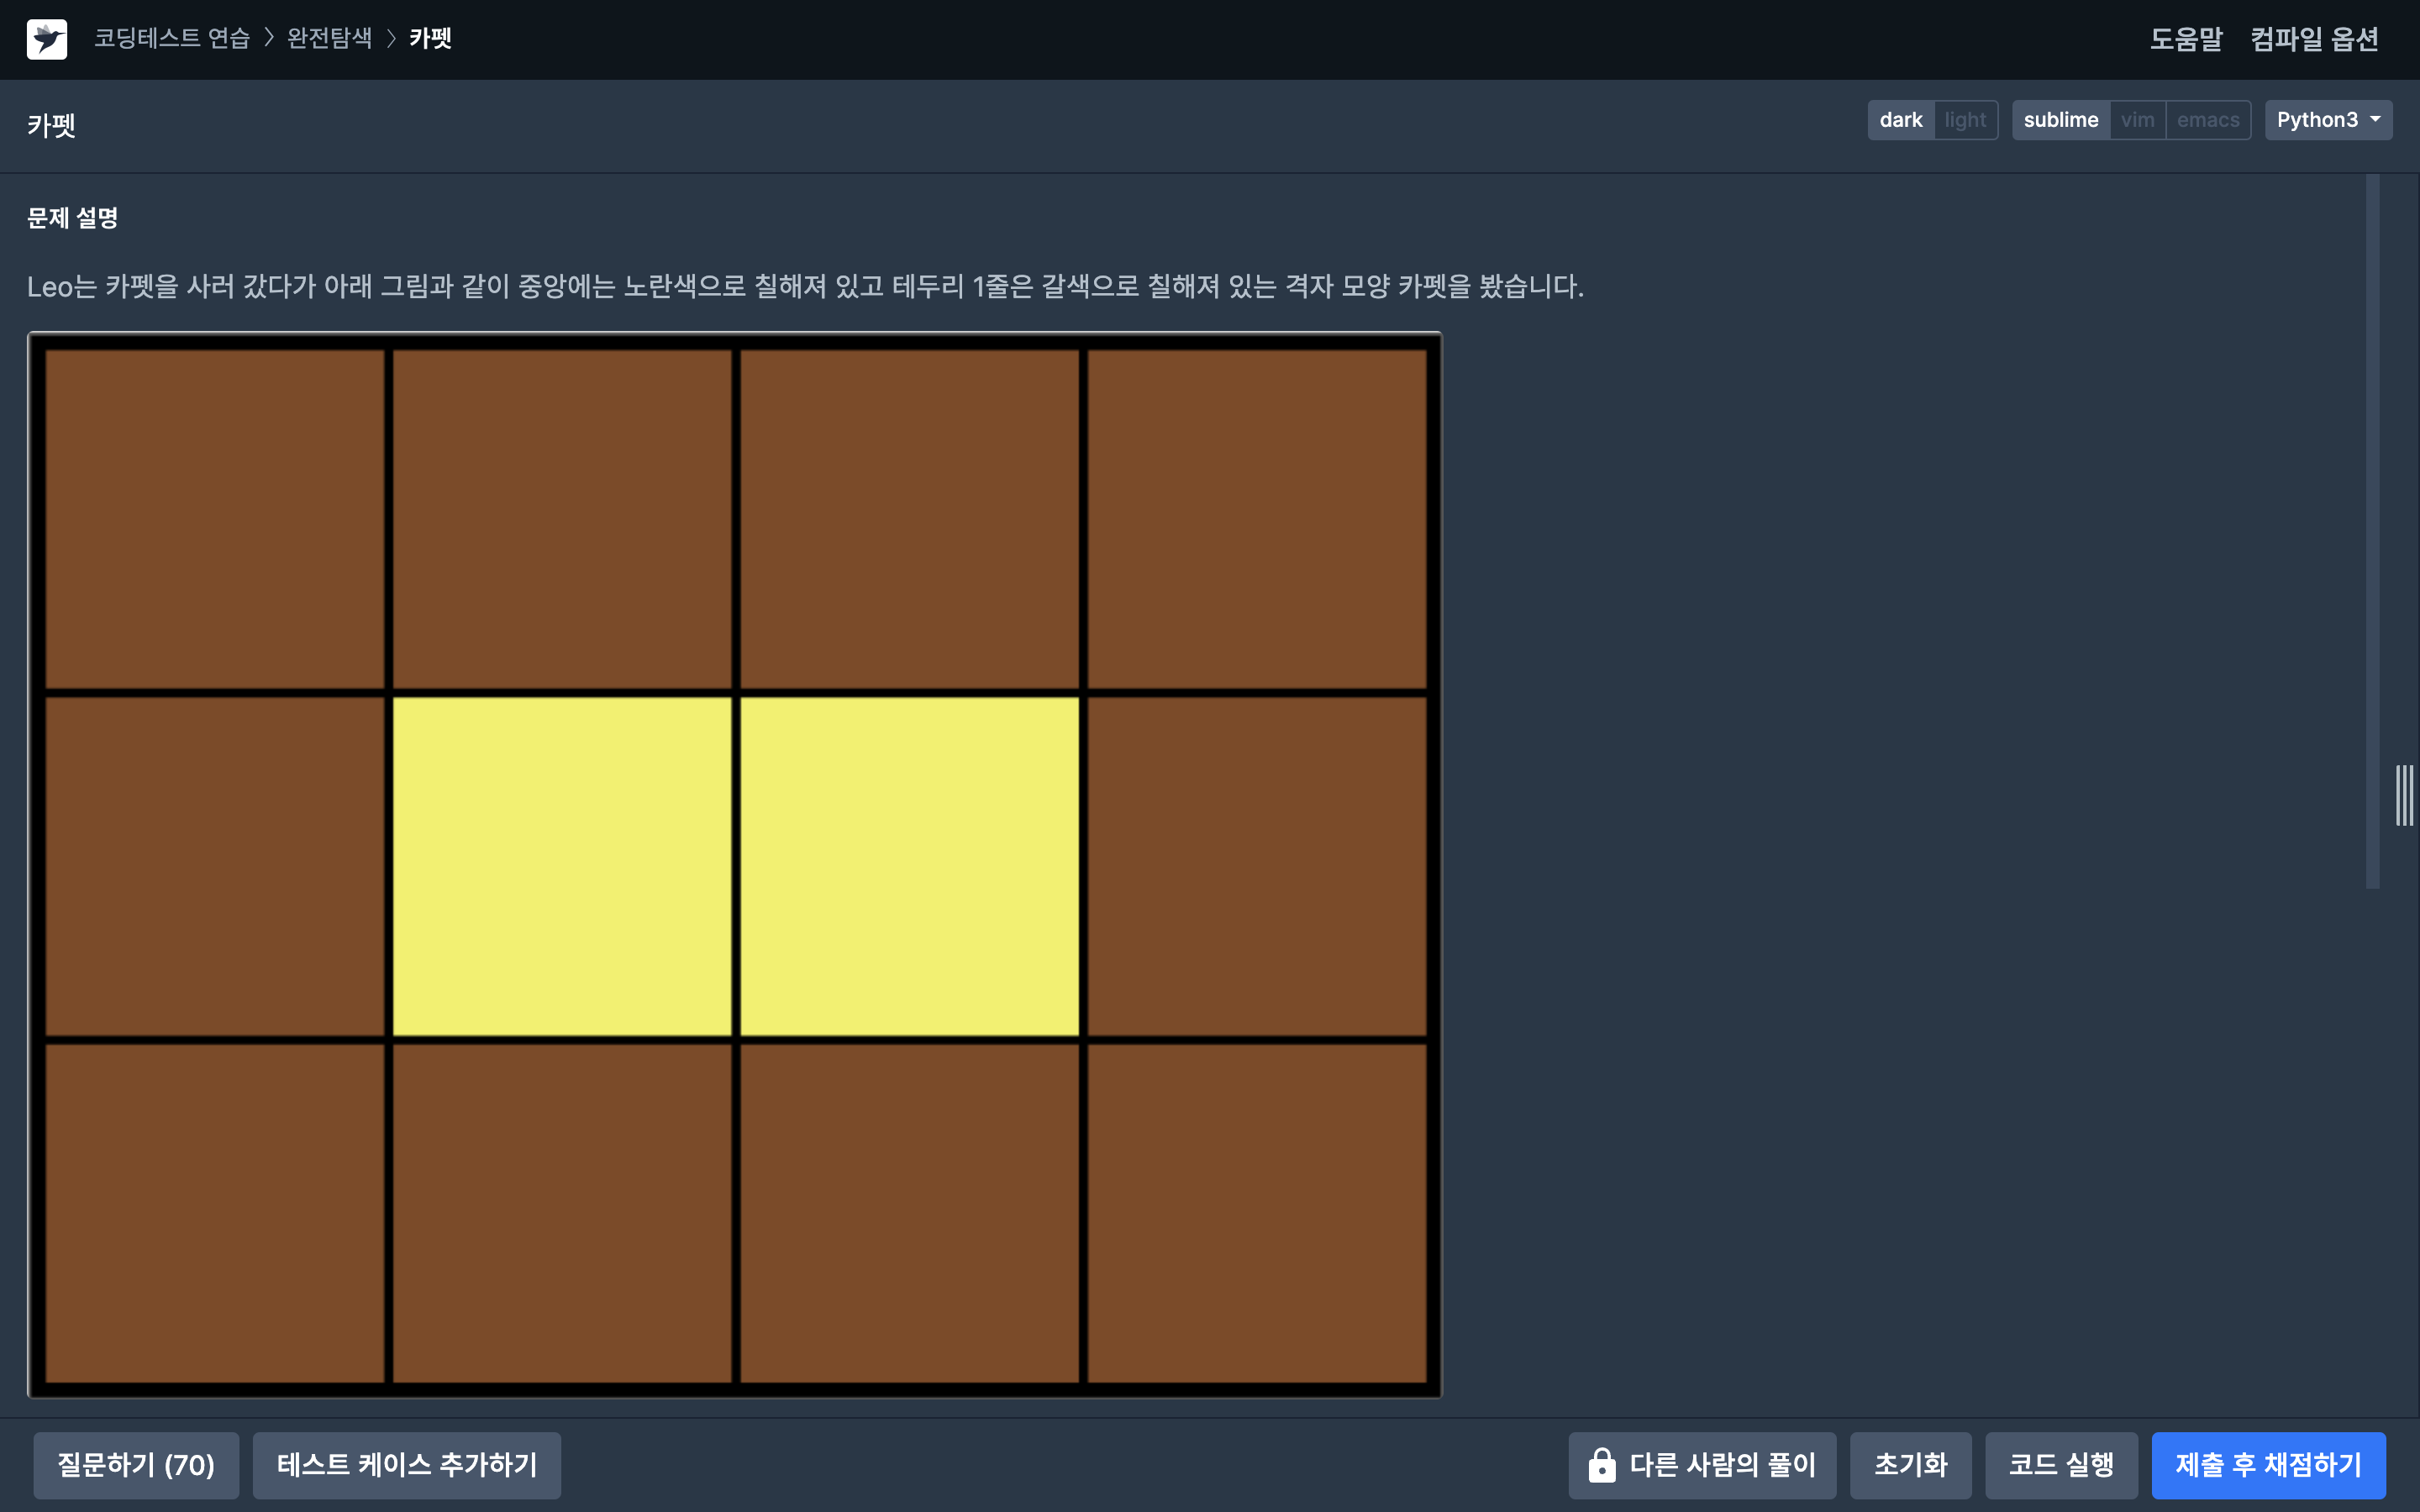 코딩테스트 연습 > 완전탐색 > 카펫
도움말 컴파일 옵션
카펫
dark light sublime vim emacs Python3
문제 설명
Leo는 카펫을 사러 갔다가 아래 그림과 같이 중앙에는 노란색으로 칠해져 있고 테두리 1줄은 갈색으로 칠해져 있는 격자 모양 카펫을 봤습니다.
질문하기 (70) 테스트 케이스 추가하기
다른 사람의 풀이 초기화 코드 실행 제출 후 채점하기